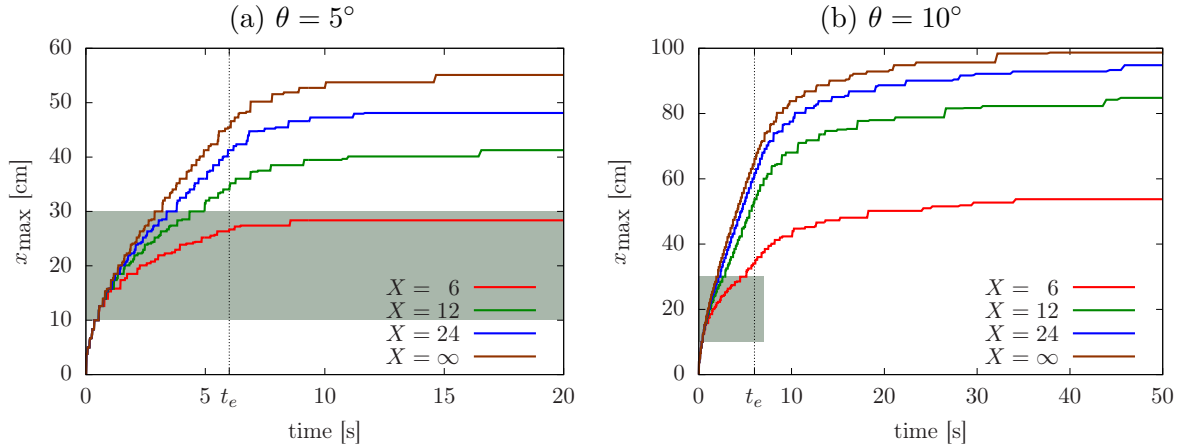 (a) θ = 5°
60
50
40
30
20
10
0
x_max [cm]
X = 6
X = 12
X = 24
X = ∞
0 5 t_e 10 15 20
time [s]
(b) θ = 10°
100
80
60
40
20
0
x_max [cm]
X = 6
X = 12
X = 24
X = ∞
0 t_e 10 20 30 40 50
time [s]